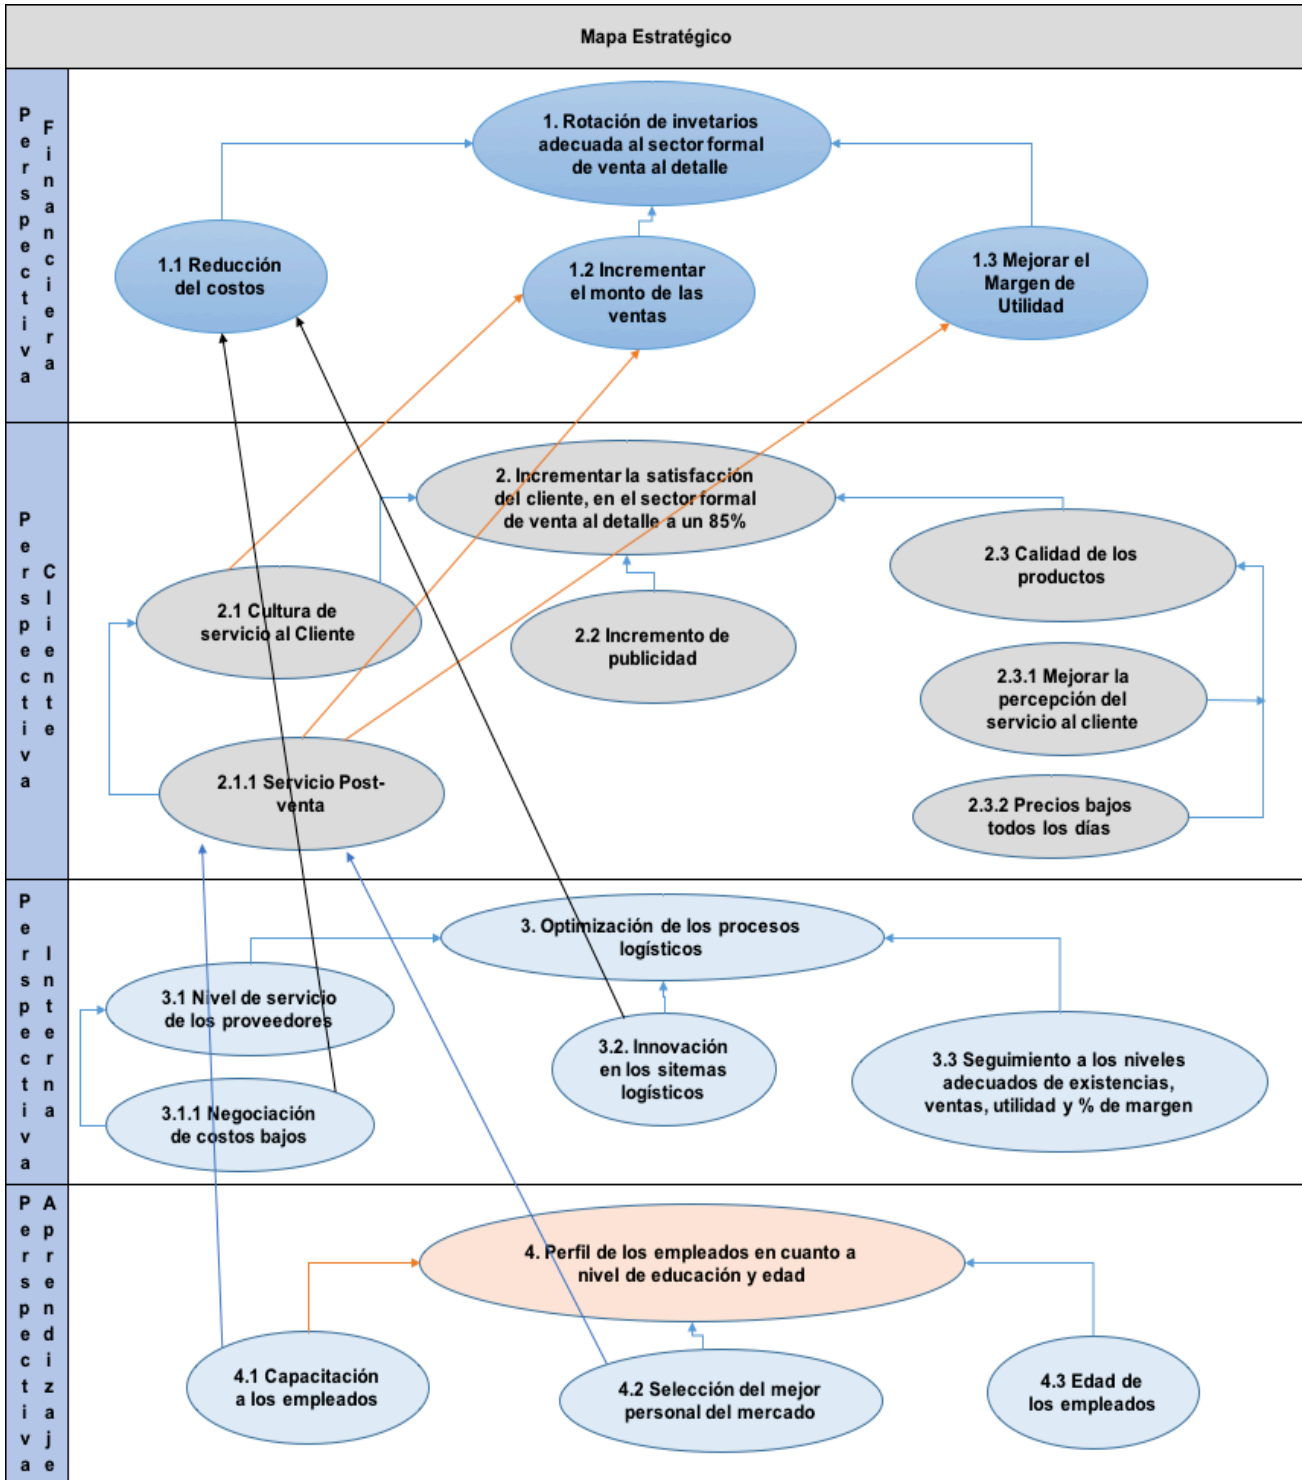 Mapa Estratégico
Perspectiva
Financiera
1. Rotación de invetarios
adecuada al sector formal
de venta al detalle
1.1 Reducción
del costos
1.2 Incrementar
el monto de las
ventas
1.3 Mejorar el
Margen de
Utilidad
Perspectiva
Cliente
2. Incrementar la satisfacción
del cliente, en el sector formal
de venta al detalle a un 85%
2.1 Cultura de
servicio al Cliente
2.2 Incremento de
publicidad
2.3 Calidad de los
productos
2.3.1 Mejorar la
percepción del
servicio al cliente
2.1.1 Servicio Post-
venta
2.3.2 Precios bajos
todos los días
Perspectiva
Interna
3. Optimización de los procesos
logísticos
3.1 Nivel de servicio
de los proveedores
3.2. Innovación
en los sitemas
logísticos
3.3 Seguimiento a los niveles
adecuados de existencias,
ventas, utilidad y % de margen
3.1.1 Negociación
de costos bajos
Perspectiva
Aprendizaje
4. Perfil de los empleados en cuanto a
nivel de educación y edad
4.1 Capacitación
a los empleados
4.2 Selección del mejor
personal del mercado
4.3 Edad de
los empleados